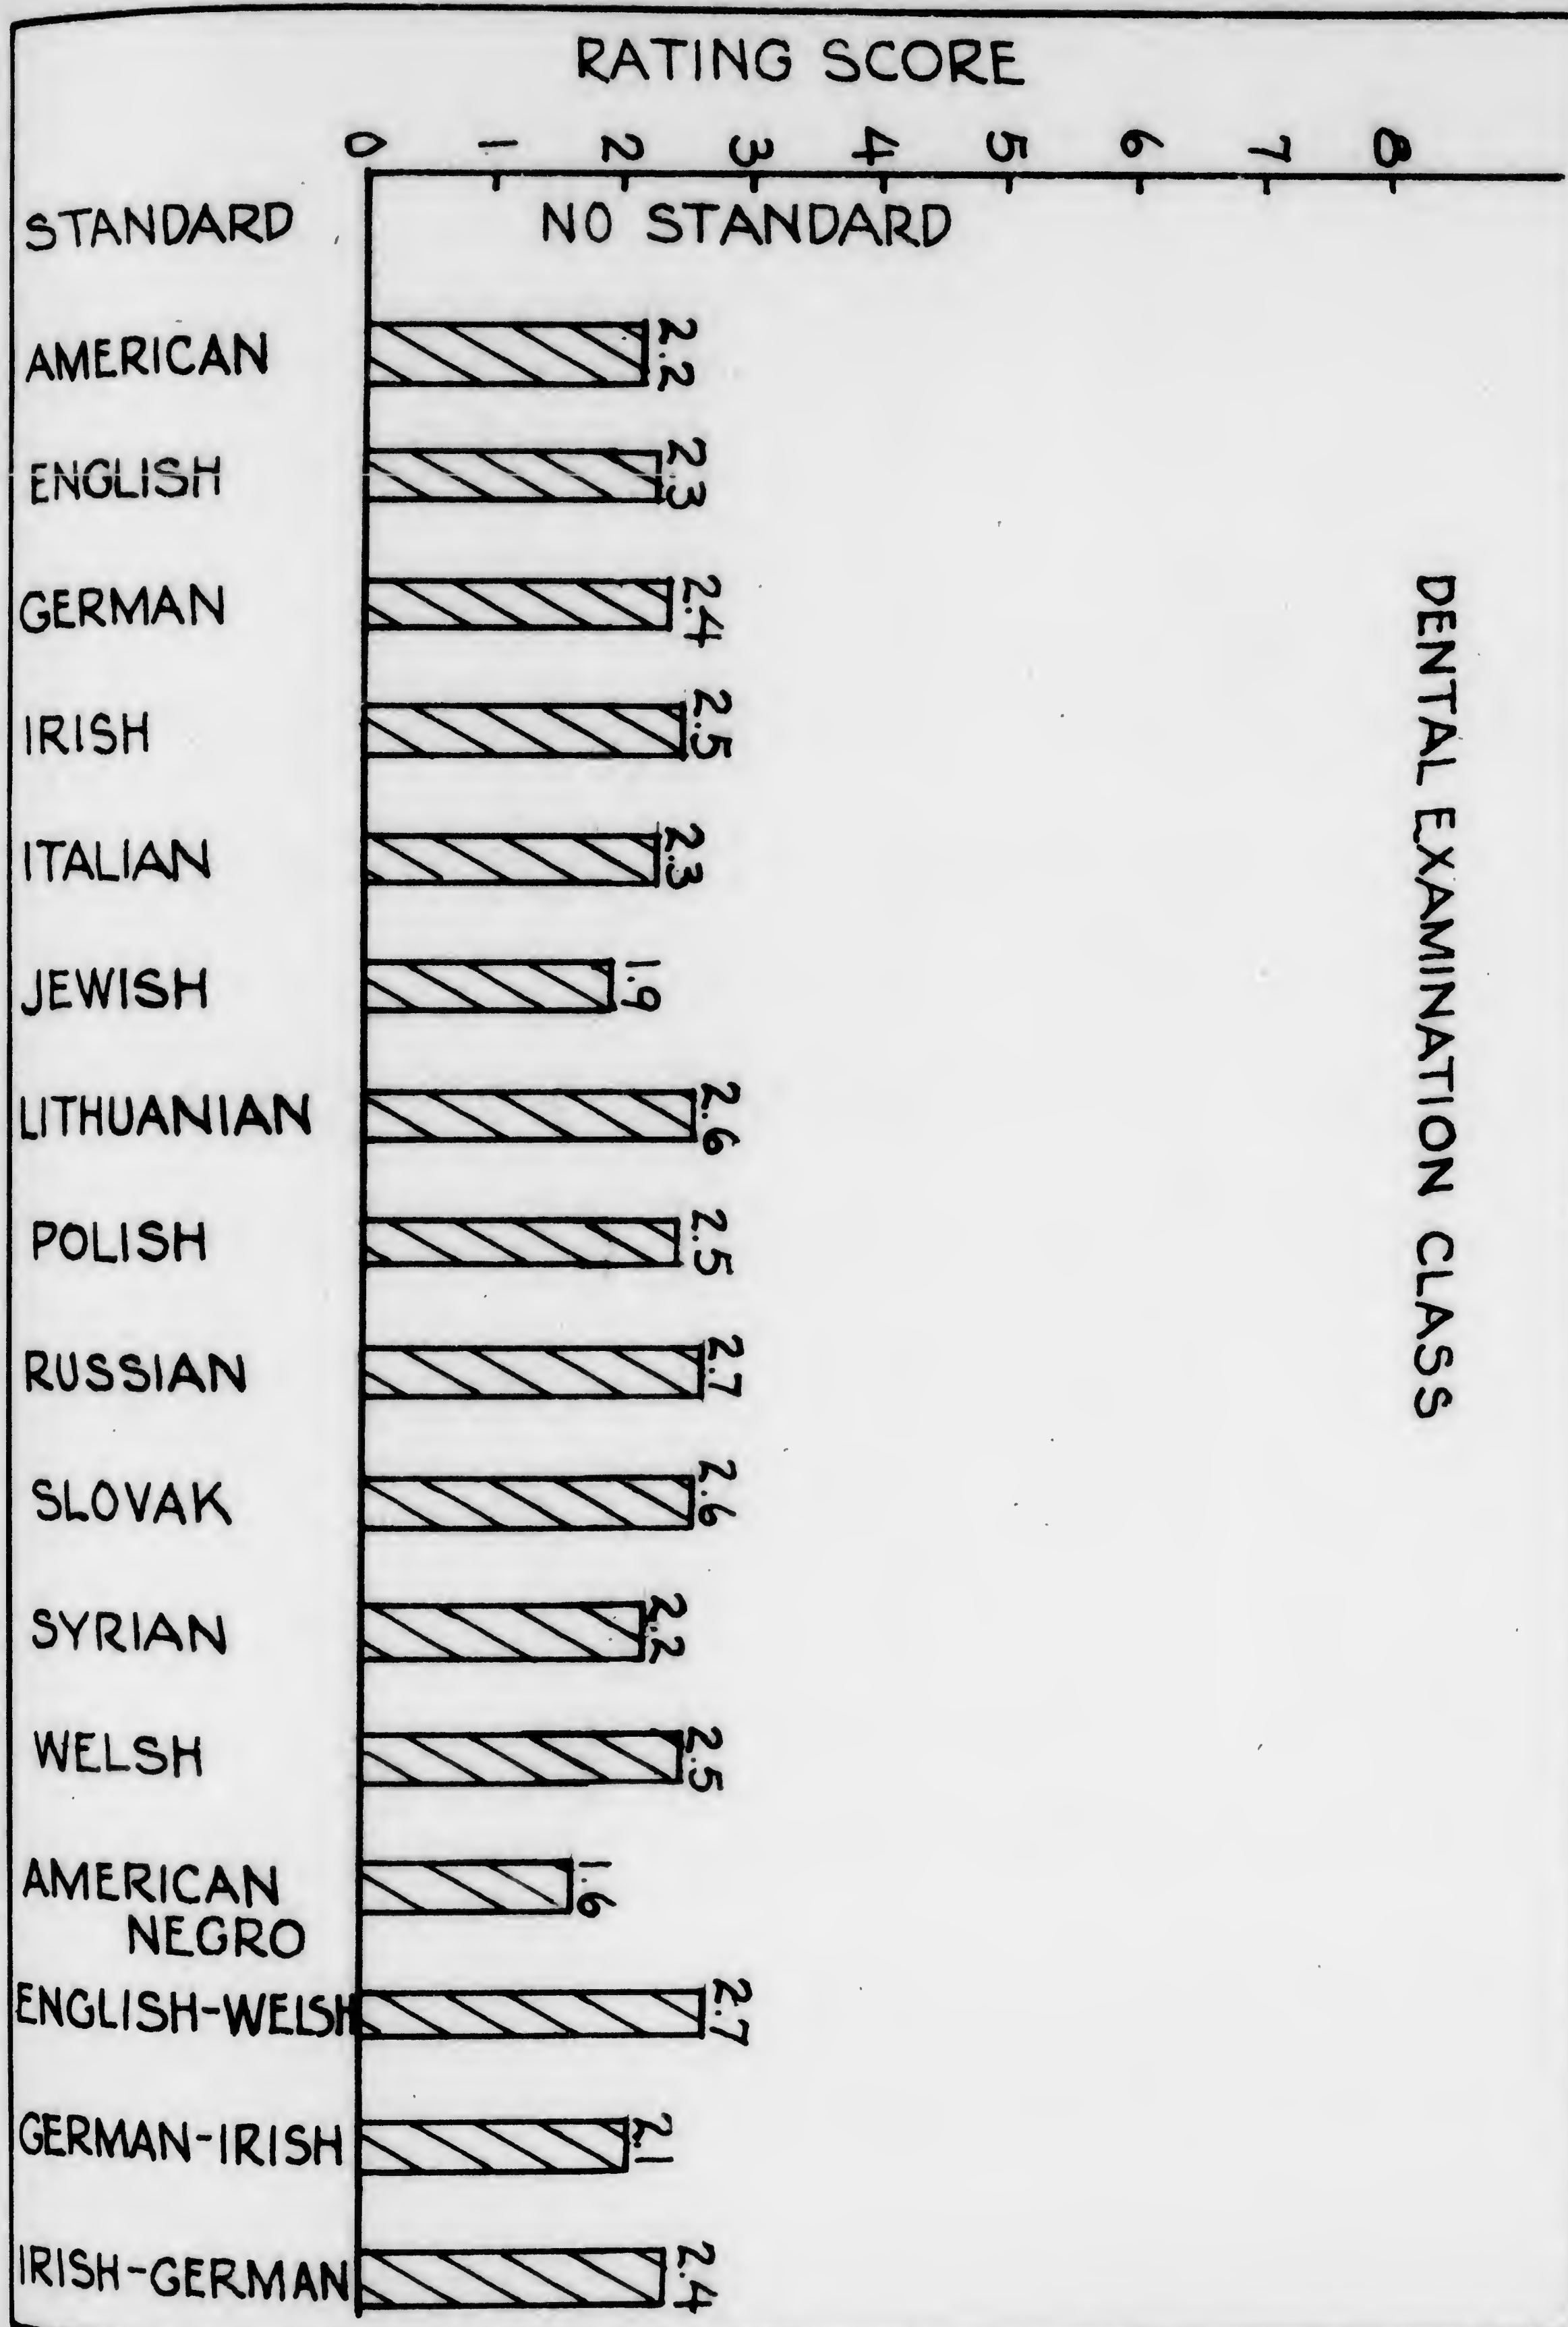 RATING SCORE
0 1 2 3 4 5 6 7 8
STANDARD NO STANDARD
AMERICAN 2.2
ENGLISH 2.3
GERMAN 2.4
IRISH 2.5
ITALIAN 2.3
JEWISH 1.9
LITHUANIAN 2.6
POLISH 2.5
RUSSIAN 2.7
SLOVAK 2.6
SYRIAN 2.2
WELSH 2.5
AMERICAN 1.6
NEGRO
ENGLISH-WELSH 2.7
GERMAN-IRISH 2.1
IRISH-GERMAN 2.4
DENTAL EXAMINATION CLASS